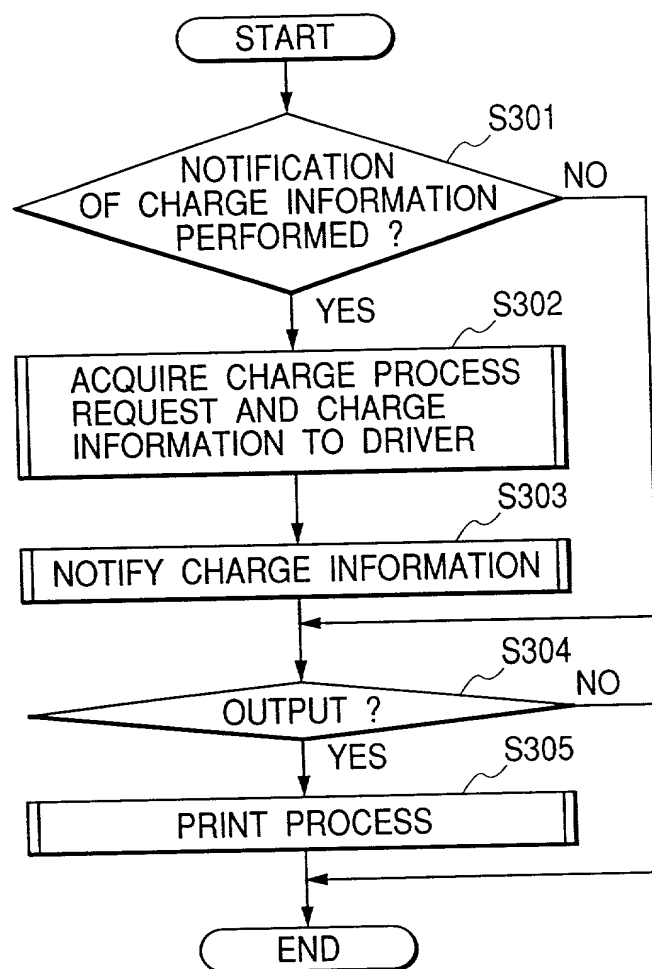 START
S301
NOTIFICATION
OF CHARGE INFORMATION
PERFORMED ?
NO
YES
S302
ACQUIRE CHARGE PROCESS
REQUEST AND CHARGE
INFORMATION TO DRIVER
S303
NOTIFY CHARGE INFORMATION
S304
OUTPUT ?
NO
YES
S305
PRINT PROCESS
END